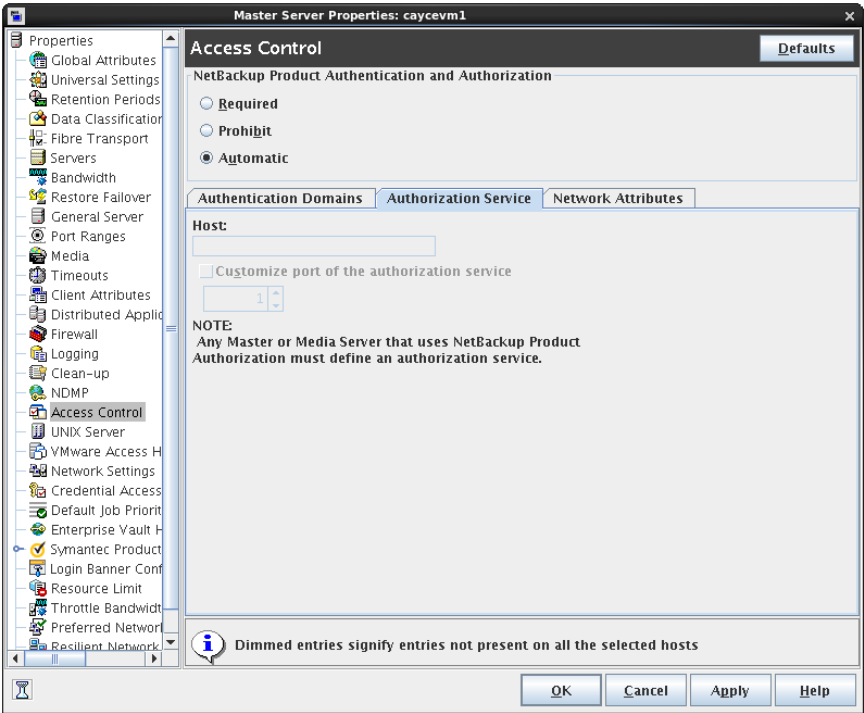 Master Server Properties: caycevm1
Properties
Global Attributes
Universal Settings
Retention Periods
Data Classification
Fibre Transport
Servers
Bandwidth
Restore Failover
General Server
Port Ranges
Media
Timeouts
Client Attributes
Distributed Applic
Firewall
Logging
Clean-up
NDMP
Access Control
UNIX Server
VMware Access H
Network Settings
Credential Access
Default Job Priorit
Enterprise Vault H
Symantec Product
Login Banner Conf
Resource Limit
Throttle Bandwidt
Preferred Networ
Resilient Network
Access Control
Defaults
NetBackup Product Authentication and Authorization
Required
Prohibit
Automatic
Authentication Domains
Authorization Service
Network Attributes
Host:
Customize port of the authorization service
1
NOTE:
Any Master or Media Server that uses NetBackup Product
Authorization must define an authorization service.
Dimmed entries signify entries not present on all the selected hosts
OK
Cancel
Apply
Help